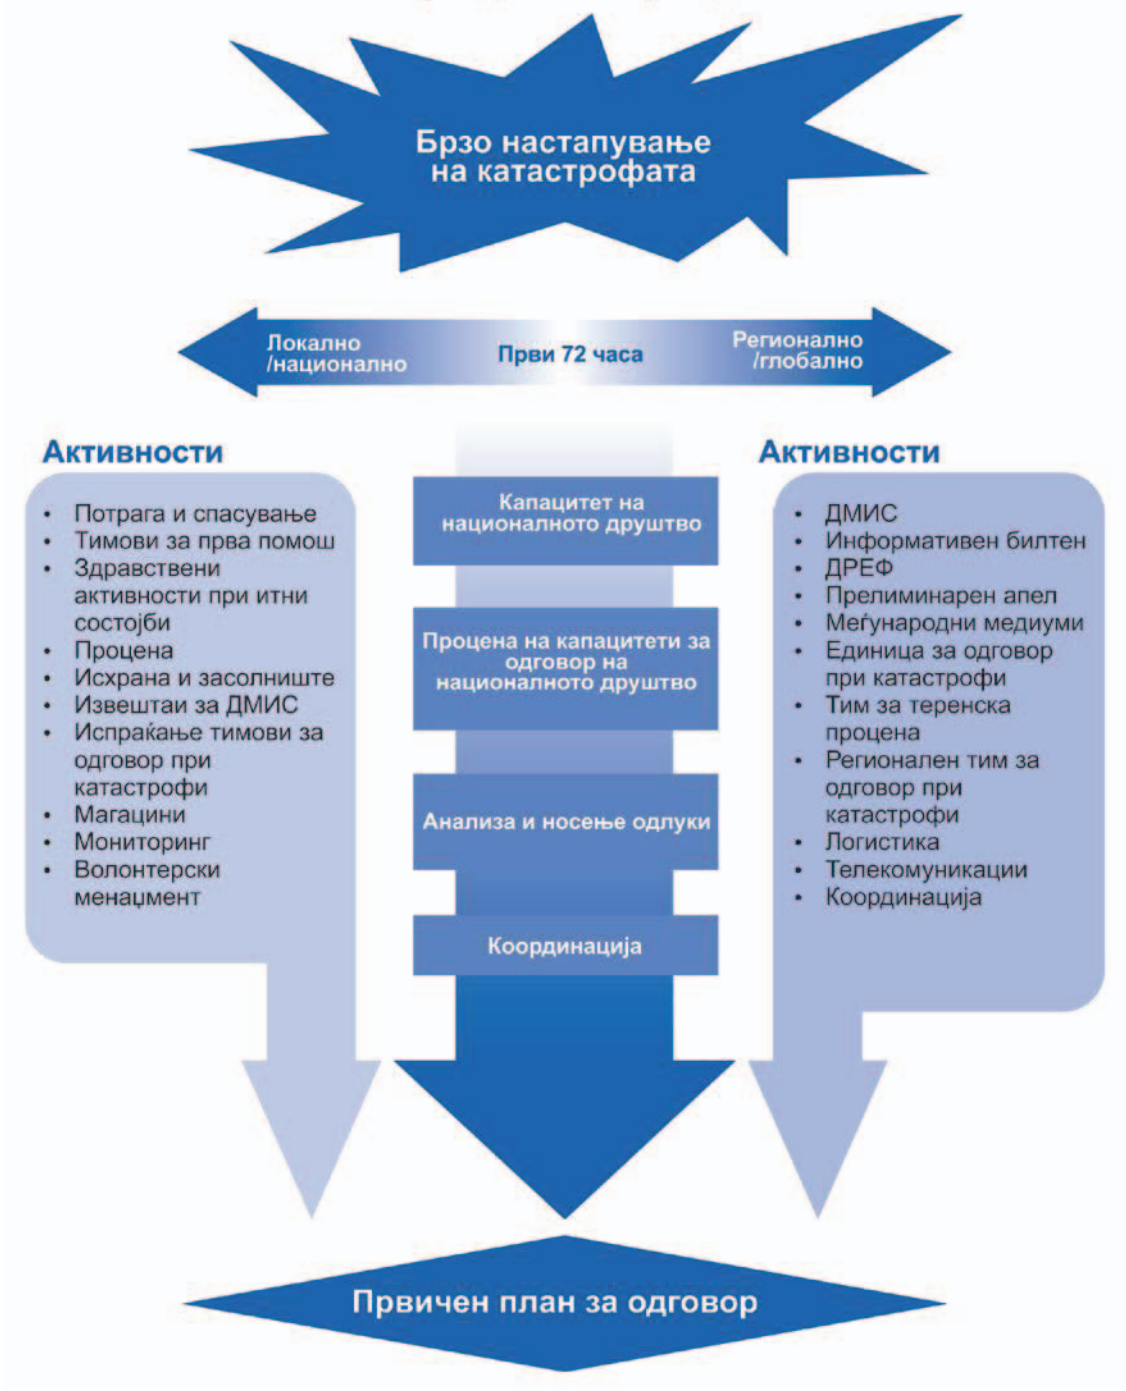 Брзо настапување
на катастрофата
Локално
/национално
Први 72 часа
Регионално
/глобално
Активности
• Потрага и спасување
• Тимови за прва помош
• Здравствени
активности при итни
состојби
• Процена
• Исхрана и засолниште
• Извештаи за ДМИС
• Испраќање тимови за
одговор при
катастрофи
• Магацини
• Мониторинг
• Волонтерски
менаџмент
Капацитет на
националното друштво
Процена на капацитети за
одговор на
националното друштво
Анализа и носење одлуки
Координација
Активности
• ДМИС
• Информативен билтен
• ДРЕФ
• Прелиминарен апел
• Меѓународни медиуми
• Единица за одговор
при катастрофи
• Тим за теренска
процена
• Регионален тим за
одговор при
катастрофи
• Логистика
• Телекомуникации
• Координација
Првичен план за одговор